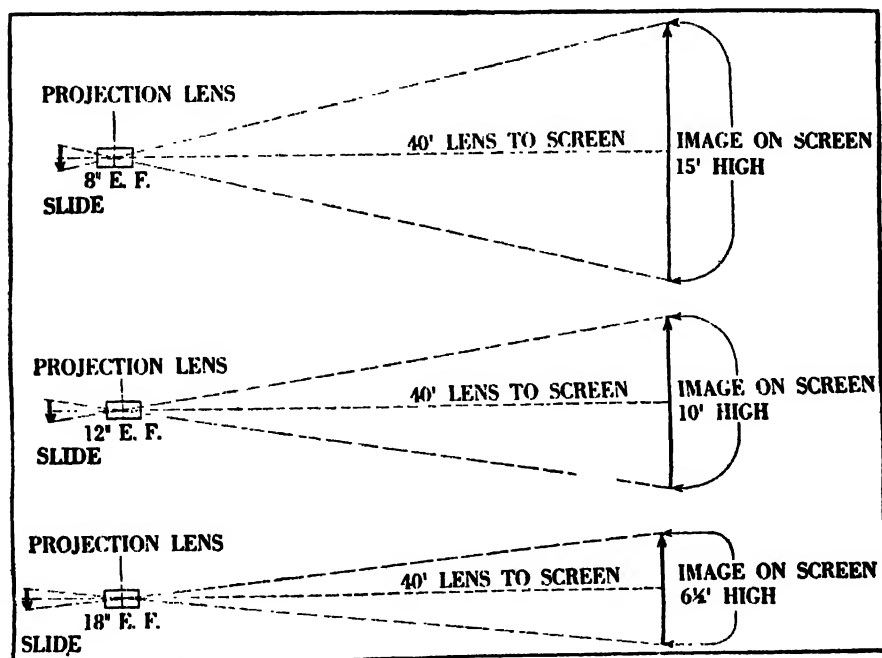 PROJECTION LENS
40' LENS TO SCREEN
IMAGE ON SCREEN
15' HIGH
8" E. F.
SLIDE
PROJECTION LENS
40' LENS TO SCREEN
IMAGE ON SCREEN
10' HIGH
12" E. F.
SLIDE
PROJECTION LENS
40' LENS TO SCREEN
IMAGE ON SCREEN
6½' HIGH
18" E. F.
SLIDE